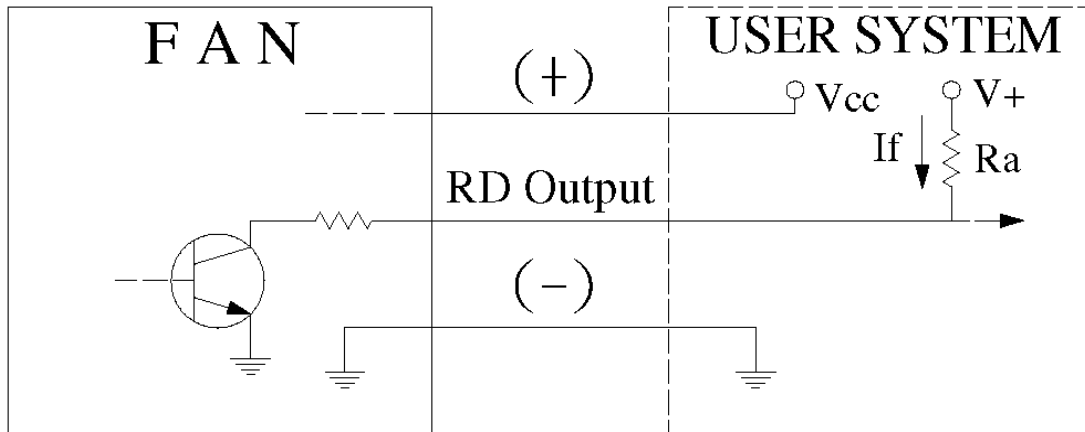 F A N
USER SYSTEM
(+)
Vcc
V+
If
Ra
RD Output
(-)